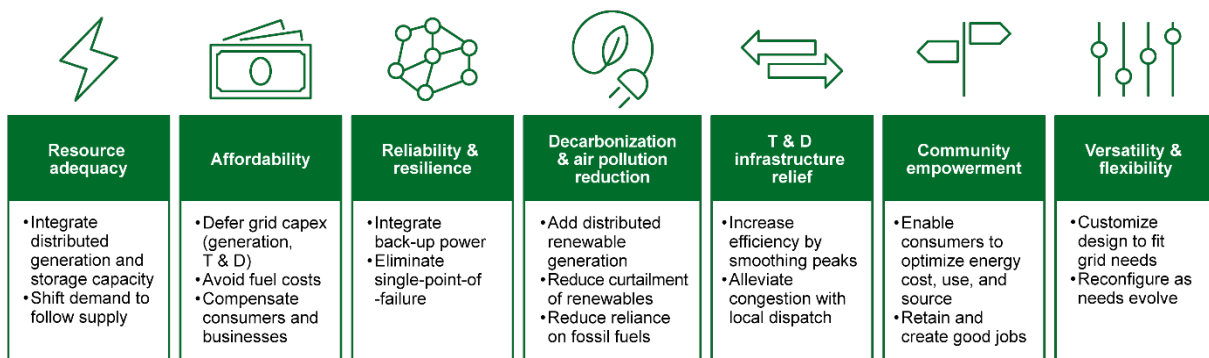 Resource
adequacy
• Integrate
distributed
generation and
storage capacity
• Shift demand to
follow supply
Affordability
• Defer grid capex
(generation,
T & D)
• Avoid fuel costs
• Compensate
consumers and
businesses
Reliability &
resilience
• Integrate
back-up power
• Eliminate
single-point-of
-failure
Decarbonization
& air pollution
reduction
• Add distributed
renewable
generation
• Reduce curtailment
of renewables
• Reduce reliance
on fossil fuels
T & D
infrastructure
relief
• Increase
efficiency by
smoothing peaks
• Alleviate
congestion with
local dispatch
Community
empowerment
• Enable
consumers to
optimize energy
cost, use, and
source
• Retain and
create good jobs
Versatility &
flexibility
• Customize
design to fit
grid needs
• Reconfigure as
needs evolve